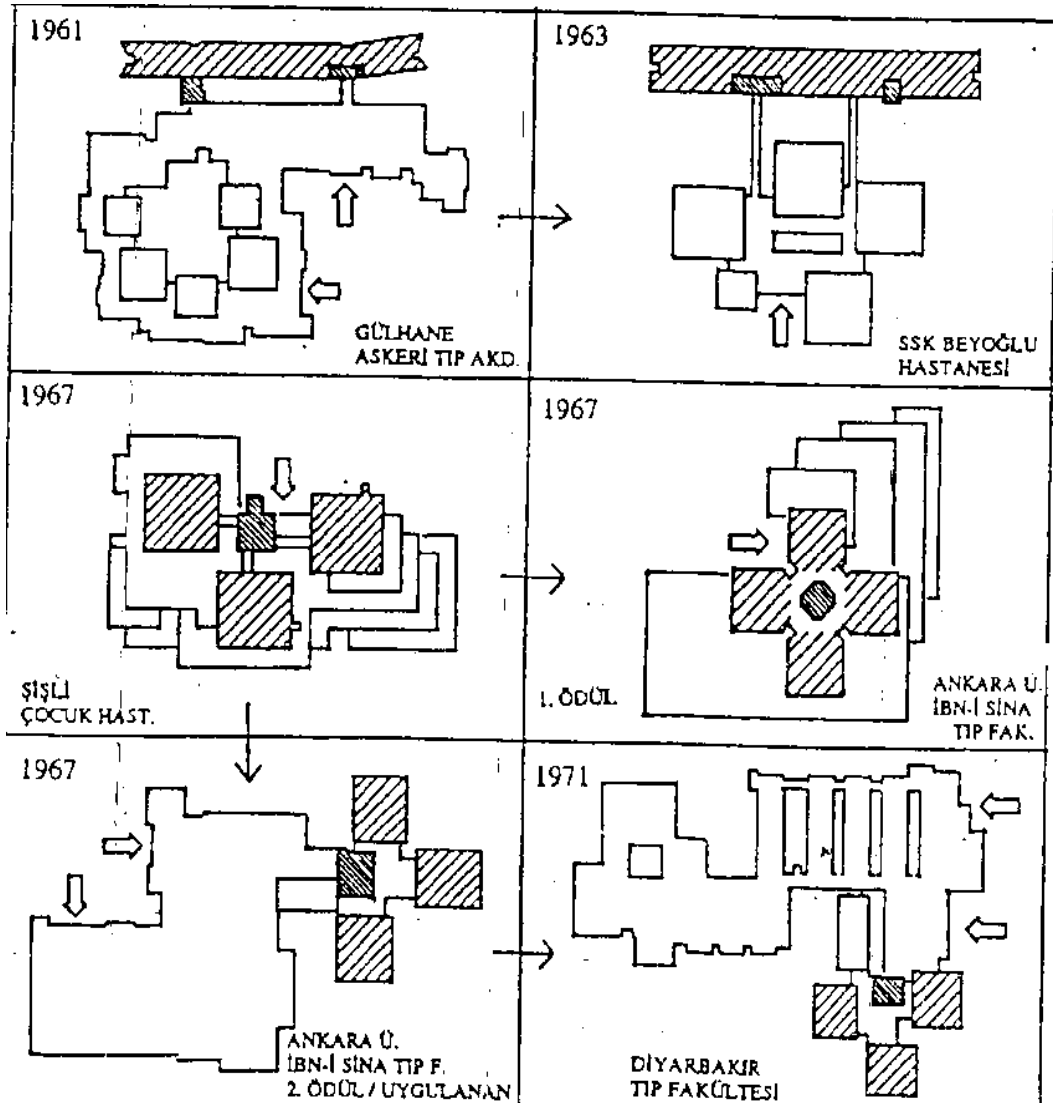 1961
GÜLHANE
ASKERİ TIP AKD.
1963
SSK BEYOĞLU
HASTANESİ
1967
ŞİŞLİ
ÇOCUK HAST.
1967
1. ÖDÜL
ANKARA Ü.
İBN-İ SİNA
TIP FAK.
1967
ANKARA Ü.
İBN-İ SİNA TIP F.
2. ÖDÜL / UYGULANAN
1971
DİYARBAKIR
TIP FAKÜLTESİ